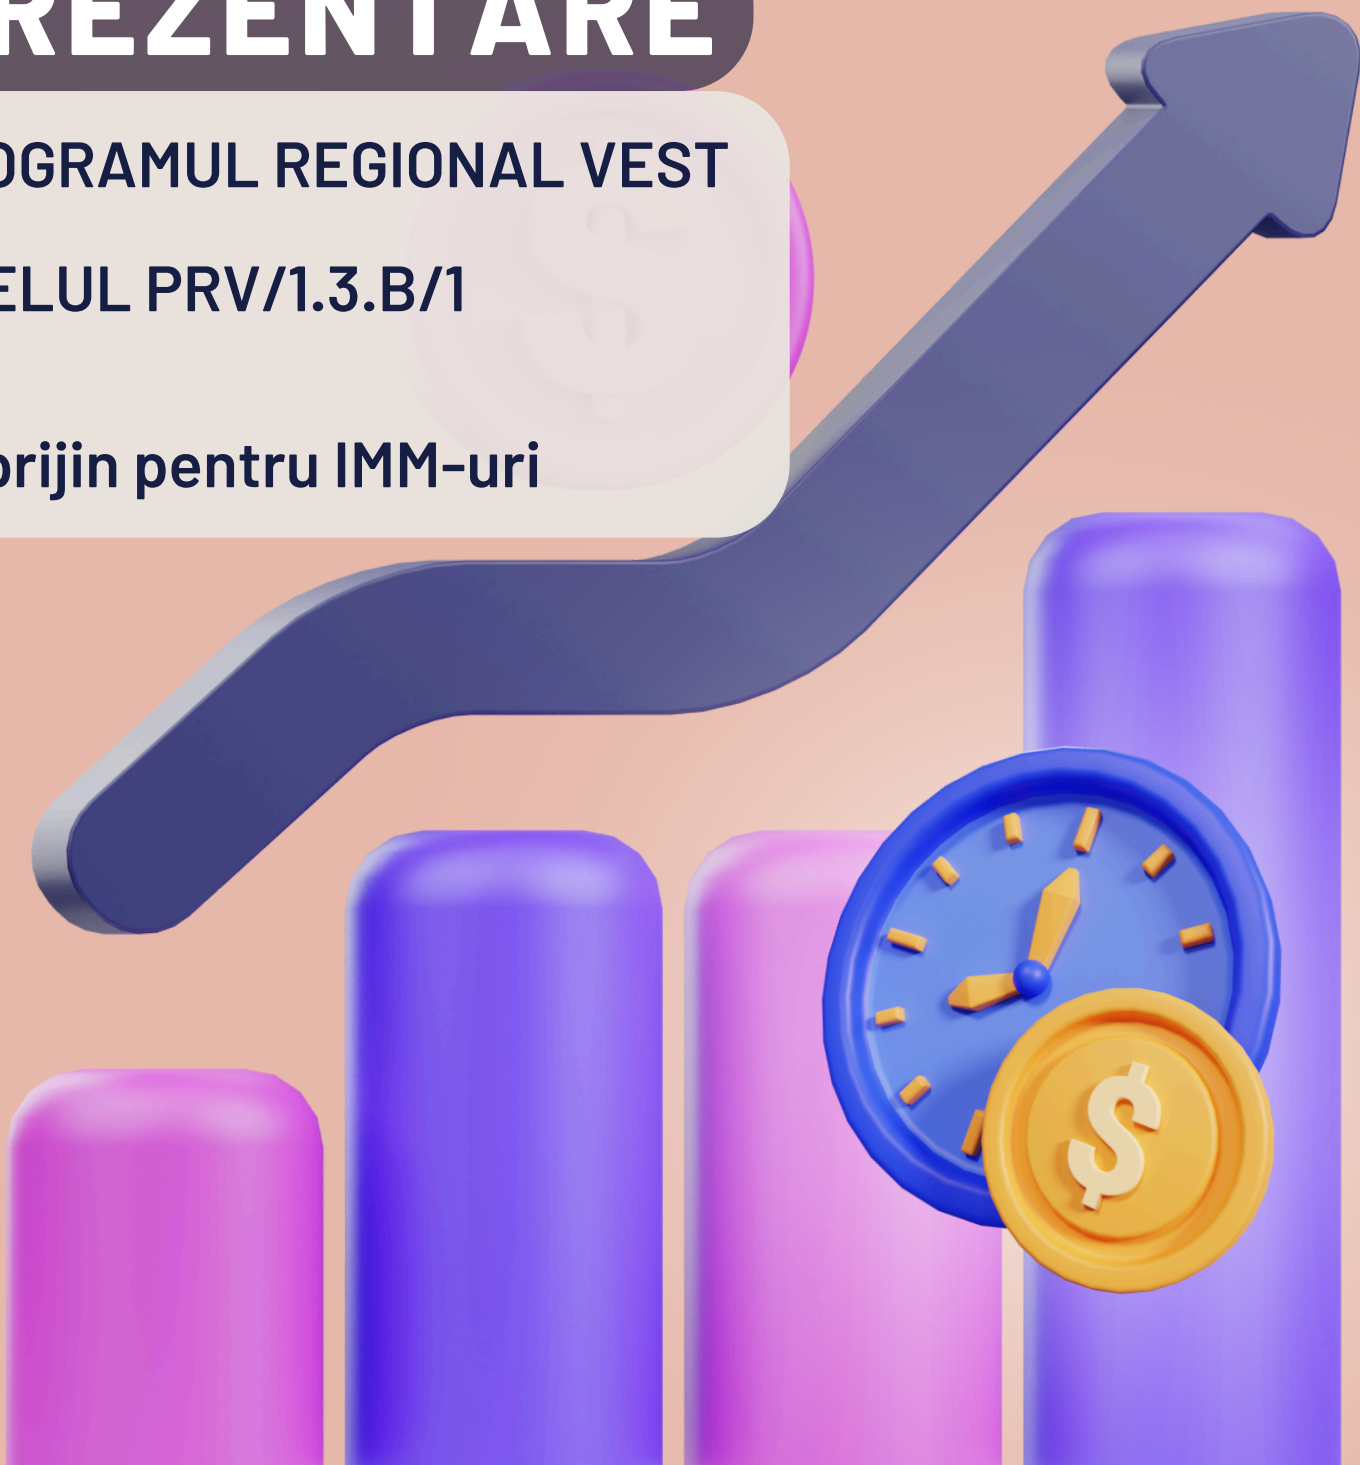 REZENTARE
OGRAMUL REGIONAL VEST
ELUL PRV/1.3.B/1
prijin pentru IMM-uri
$
$